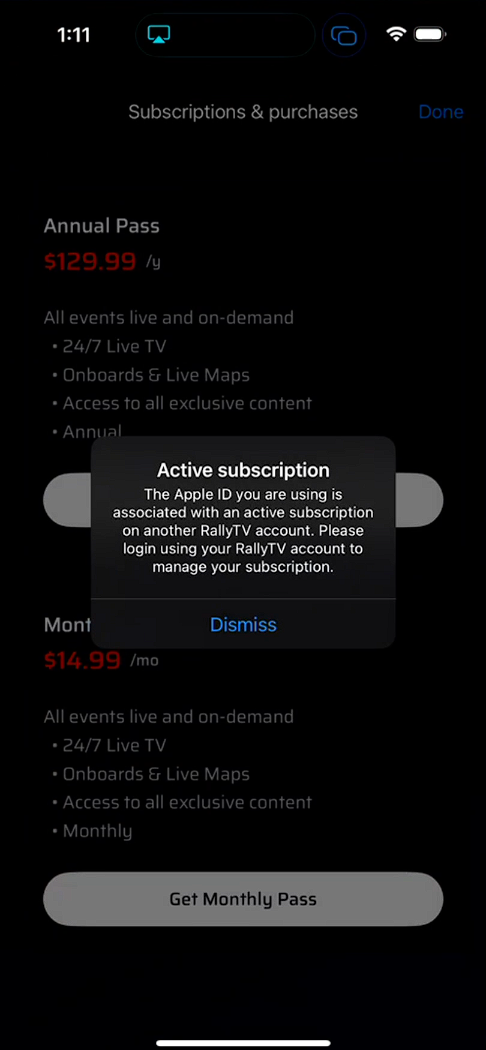 1:11
Subscriptions & purchases
Done
Annual Pass
$129.99 /y
All events live and on-demand
• 24/7 Live TV
• Onboards & Live Maps
• Access to all exclusive content
• Annual
Active subscription
The Apple ID you are using is
associated with an active subscription
on another RallyTV account. Please
login using your RallyTV account to
manage your subscription.
Dismiss
Mont
$14.99 /mo
All events live and on-demand
• 24/7 Live TV
• Onboards & Live Maps
• Access to all exclusive content
• Monthly
Get Monthly Pass